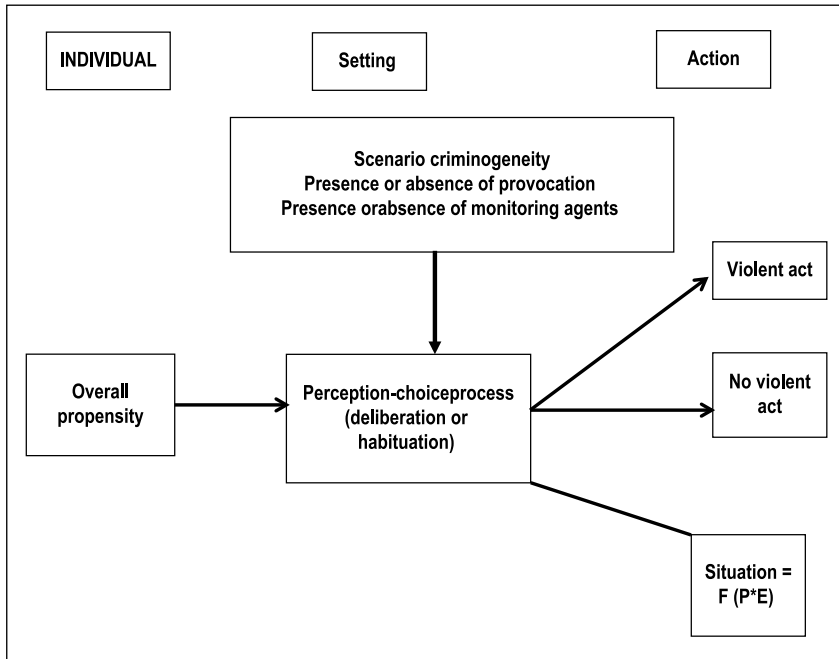 INDIVIDUAL
Setting
Action
Scenario criminogeneity
Presence or absence of provocation
Presence orabsence of monitoring agents
Violent act
Overall
propensity
Perception-choiceprocess
(deliberation or
habituation)
No violent
act
Situation =
F (P*E)